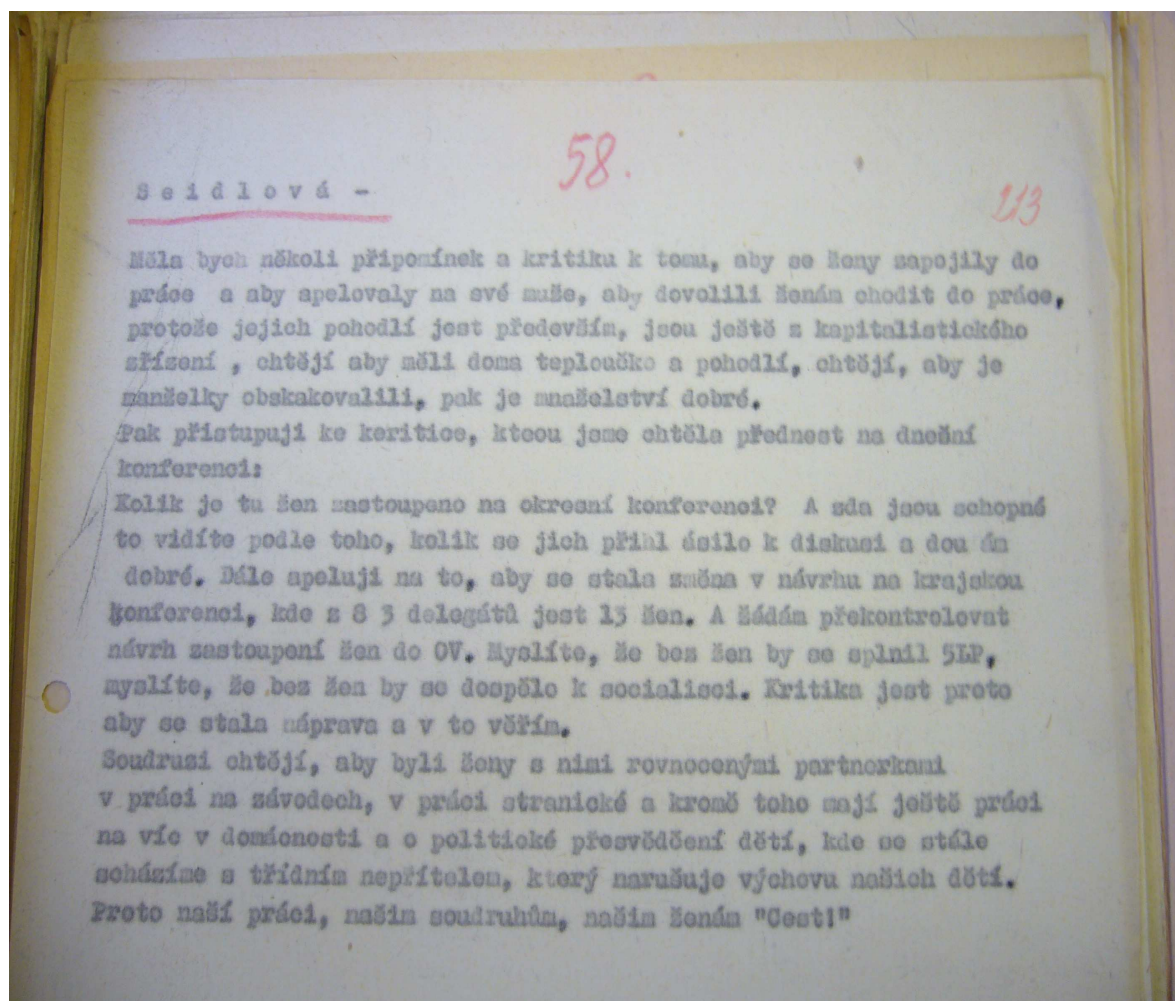 58.
Seidlová -
213
Měla bych několi připomínek a kritiku k tomu, aby se ženy zapojily do
práce a aby apelovaly na své muže, aby dovolili ženám chodit do práce,
protože jejich pohodlí jest především, jsou ještě z kapitalistického
zřízení , chtějí aby měli doma teploučko a pohodlí, chtějí, aby je
manželky obskakovalili, pak je mnaželství dobré.
Pak přistupuji ke keritice, kteou jsme chtěla přednest na dnešní
konferenci:
Kolik je tu žen zastoupeno na okresní konferenci? A zda jsou schopné
to vidíte podle toho, kolik se jich přihl ásilo k diskusi a dou ám
dobré. Dále apeluji na to, aby se stala změna v návrhu na krajskou
konferenci, kde z 8 3 delegátů jest 13 žen. A žádám překontrolovat
návrh zastoupení žen do OV. Myslíte, že bez žen by se splnil 5LP,
myslíte, že bez žen by se dospělo k socialisci. Kritika jest proto
aby se stala náprava a v to věřím.
Soudrusi chtějí, aby byli ženy s nimi rovnocenými partnorkami
v práci na závodech, v práci stranické a kromě toho mají ještě práci
na víc v domácnosti a o politické přesvědčení dětí, kde se stále
scházíme s třídním nepřítelem, který narušuje výchovu našich dětí.
Proto naší práci, našim soudruhům, našim ženám "Cest!"